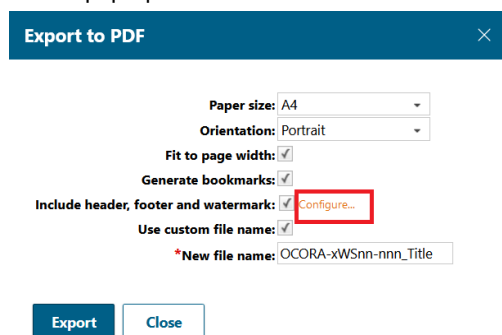 Export to PDF
Paper size: A4
Orientation: Portrait
Fit to page width:
Generate bookmarks:
Include header, footer and watermark: Configure...
Use custom file name:
*New file name: OCORA-xWSnn-nnn_Title
Export Close